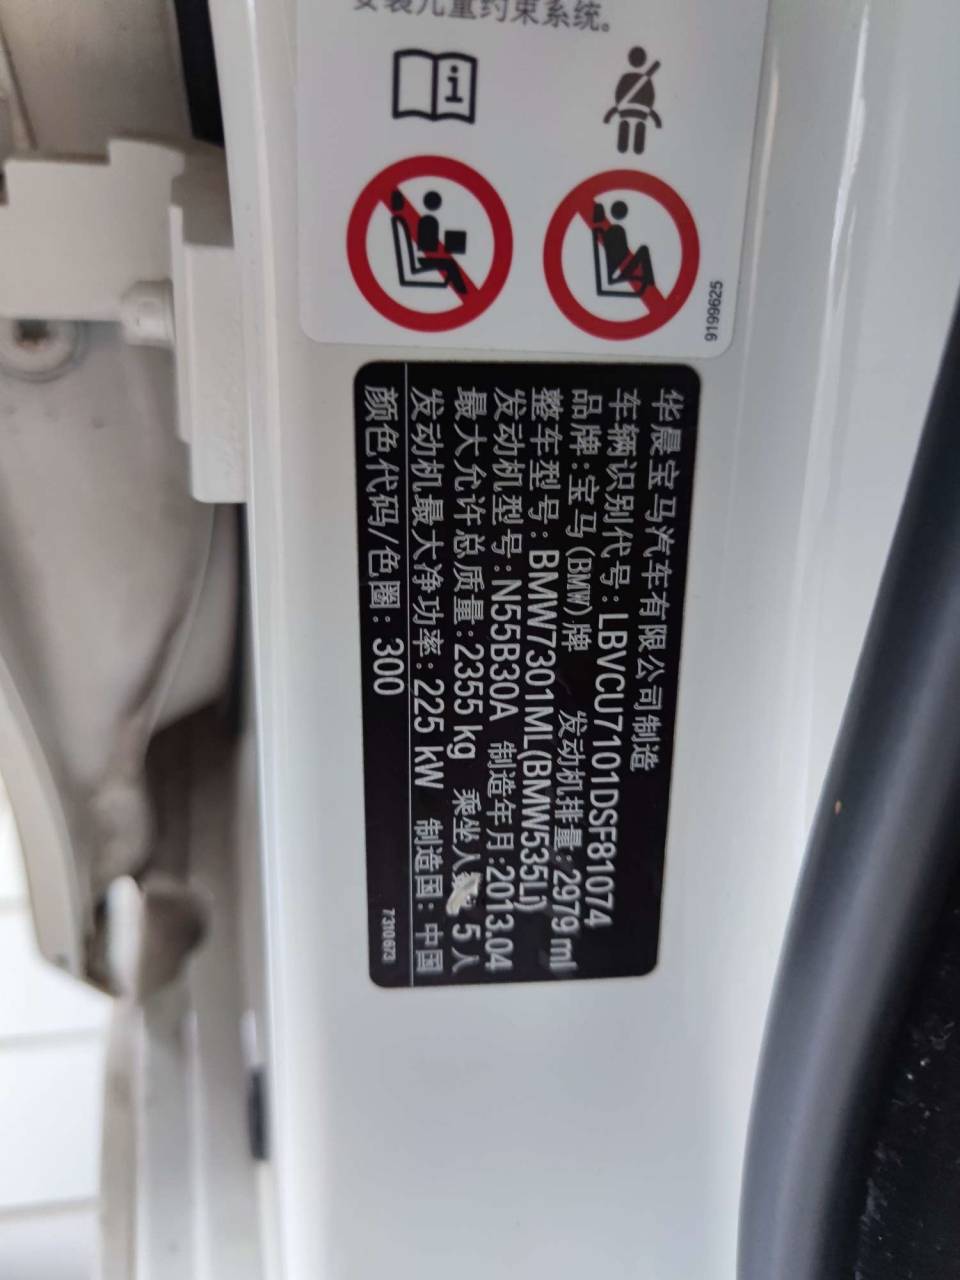 安装儿童约束系统。
9199625
华晨宝马汽车有限公司制造
车辆识别代号:LBVCU7101DSF81074
品牌:宝马(BMW)牌 发动机排量:2979 ml
整车型号:BMW7301ML(BMW535Li)
发动机型号:N55B30A 制造年月:2013.04
最大允许总质量:2355 kg 乘坐人数 5人
发动机最大净功率:225 kW 制造国:中国
颜色代码/色圈:300
7310673